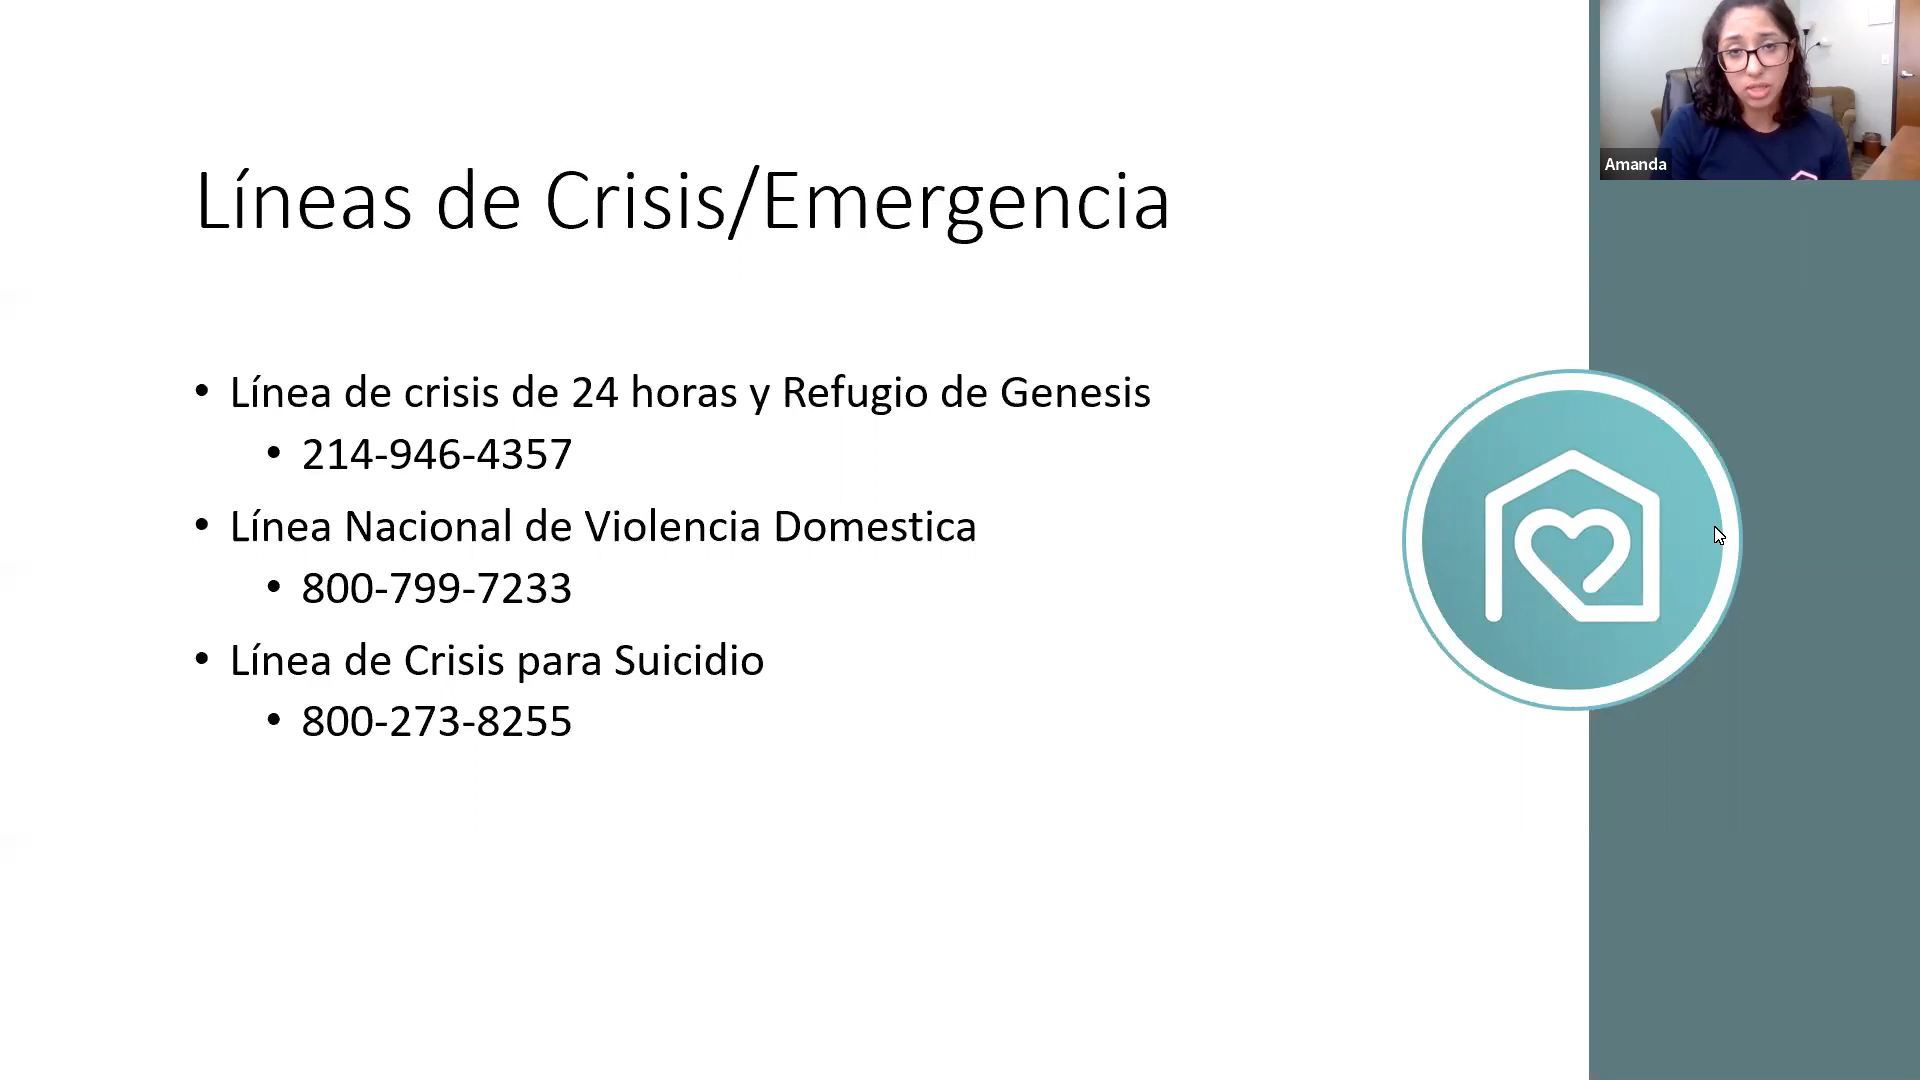 Amanda
Líneas de Crisis/Emergencia
• Línea de crisis de 24 horas y Refugio de Genesis
• 214-946-4357
• Línea Nacional de Violencia Domestica
• 800-799-7233
• Línea de Crisis para Suicidio
• 800-273-8255